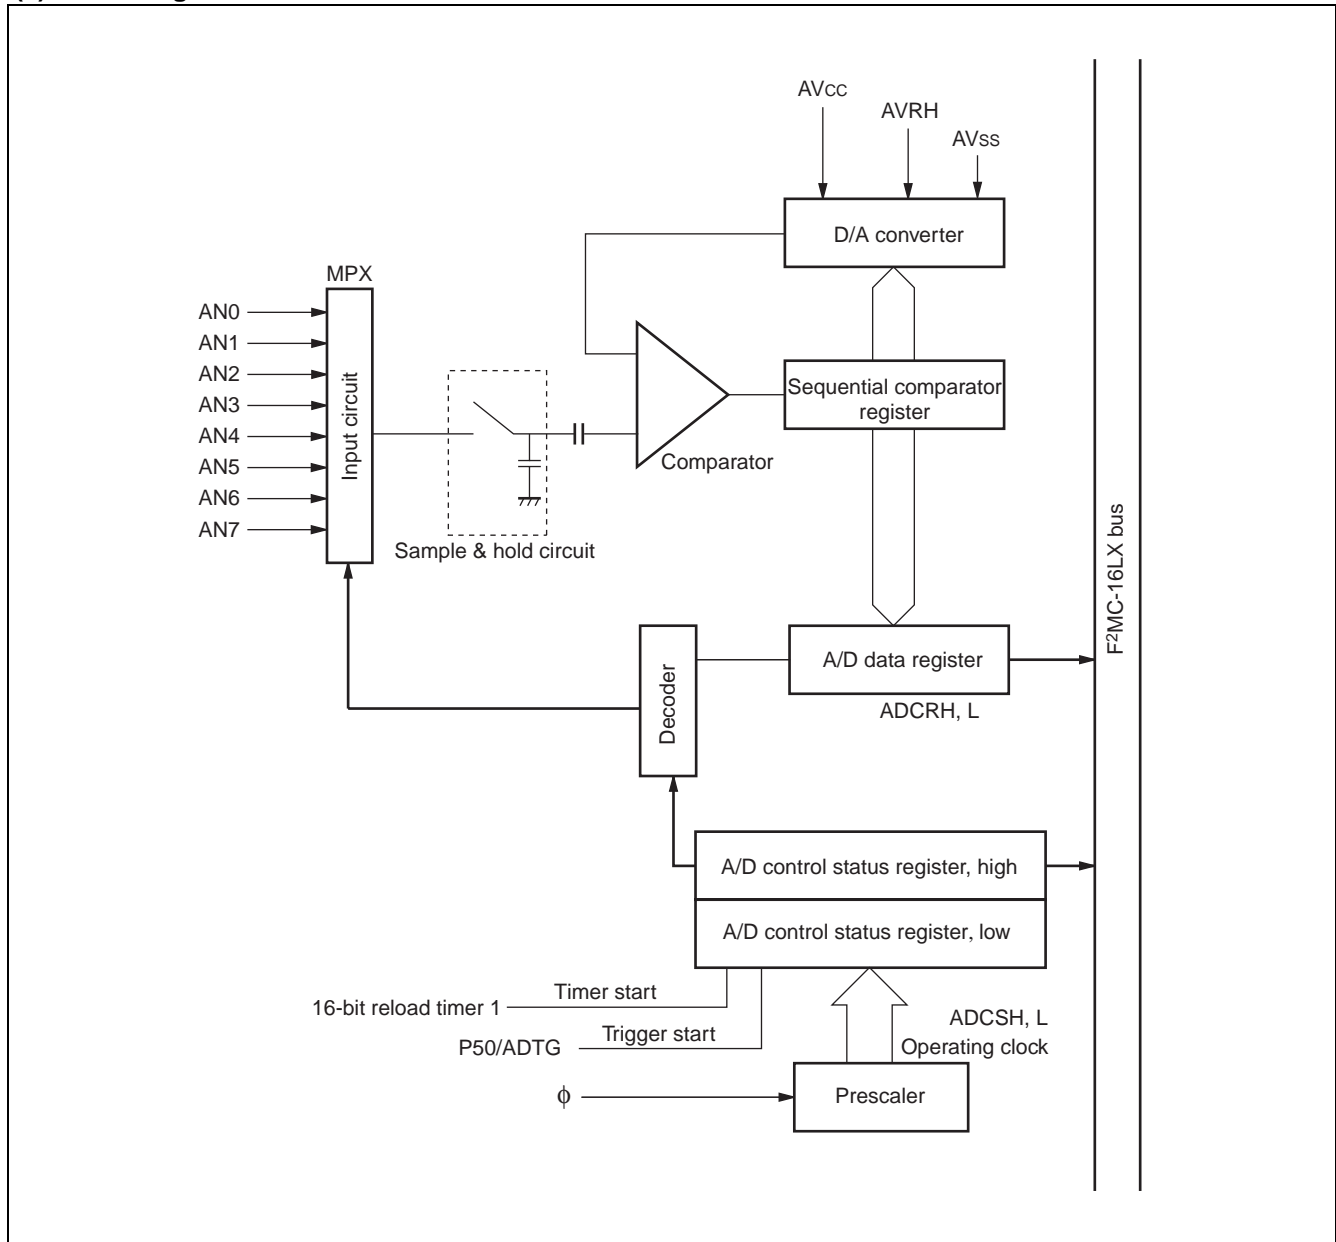 AVCC
AVRH
AVSS
D/A converter
MPX
AN0
AN1
AN2
AN3
AN4
AN5
AN6
AN7
Input circuit
Sequential comparator
register
Comparator
Sample & hold circuit
F²MC-16LX bus
Decoder
A/D data register
ADCRH, L
A/D control status register, high
A/D control status register, low
16-bit reload timer 1
Timer start
P50/ADTG
Trigger start
ADCSH, L
Operating clock
ϕ
Prescaler